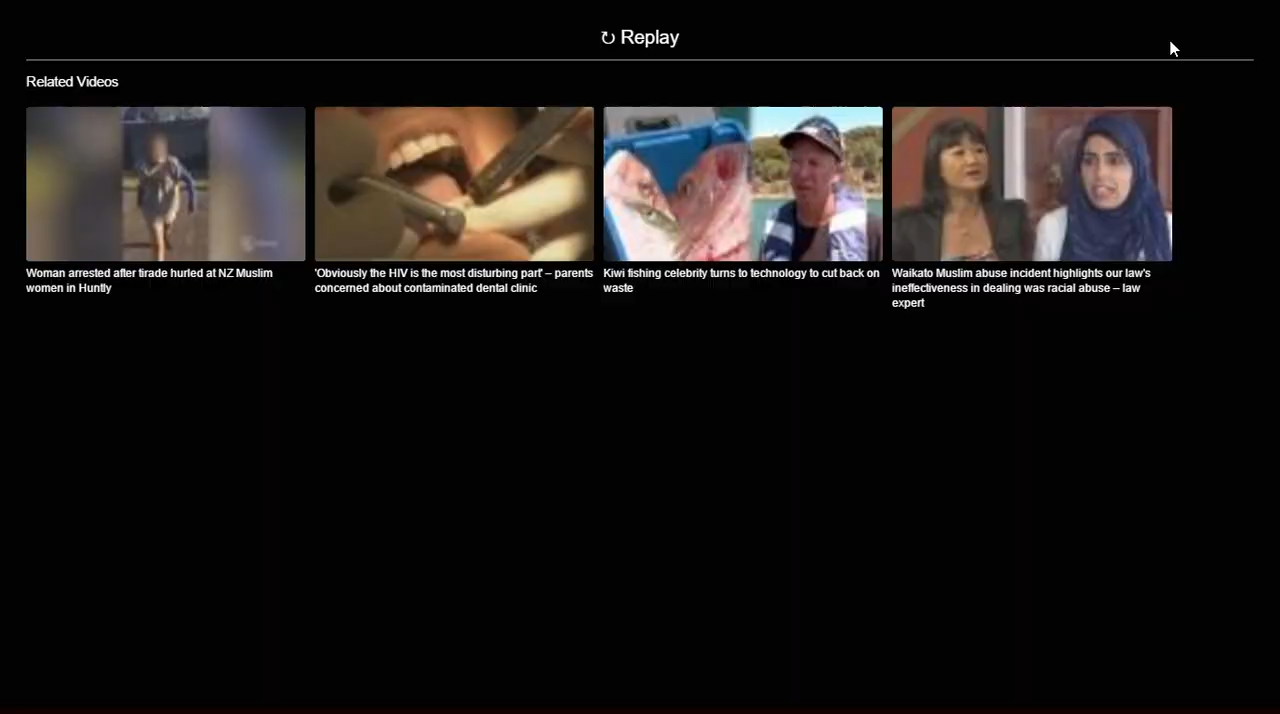 ↻ Replay
Related Videos
Woman arrested after tirade hurled at NZ Muslim
women in Huntly
'Obviously the HIV is the most disturbing part' – parents
concerned about contaminated dental clinic
Kiwi fishing celebrity turns to technology to cut back on
waste
Waikato Muslim abuse incident highlights our law's
ineffectiveness in dealing was racial abuse – law
expert